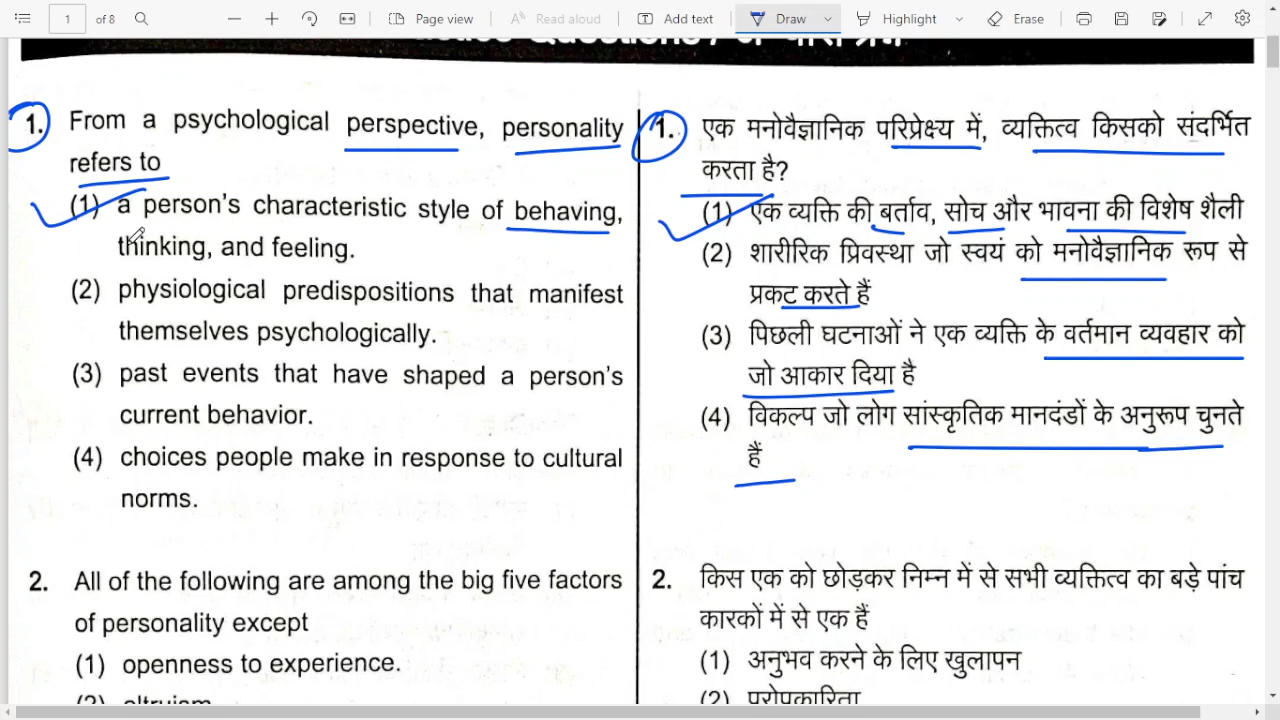 1
of 8
Page view
Read aloud
Add text
Draw
Highlight
Erase
1. From a psychological perspective, personality
refers to
(1) a person's characteristic style of behaving,
thinking, and feeling.
(2) physiological predispositions that manifest
themselves psychologically.
(3) past events that have shaped a person's
current behavior.
(4) choices people make in response to cultural
norms.
2. All of the following are among the big five factors
of personality except
(1) openness to experience.
(2) altruism
1. एक मनोवैज्ञानिक परिप्रेक्ष्य में, व्यक्तित्व किसको संदर्भित
करता है?
(1) एक व्यक्ति की बर्ताव, सोच और भावना की विशेष शैली
(2) शारीरिक प्रिवस्था जो स्वयं को मनोवैज्ञानिक रूप से
प्रकट करते हैं
(3) पिछली घटनाओं ने एक व्यक्ति के वर्तमान व्यवहार को
जो आकार दिया है
(4) विकल्प जो लोग सांस्कृतिक मानदंडों के अनुरूप चुनते
हैं
2. किस एक को छोड़कर निम्न में से सभी व्यक्तित्व का बड़े पांच
कारकों में से एक हैं
(1) अनुभव करने के लिए खुलापन
(2) परोपकारिता